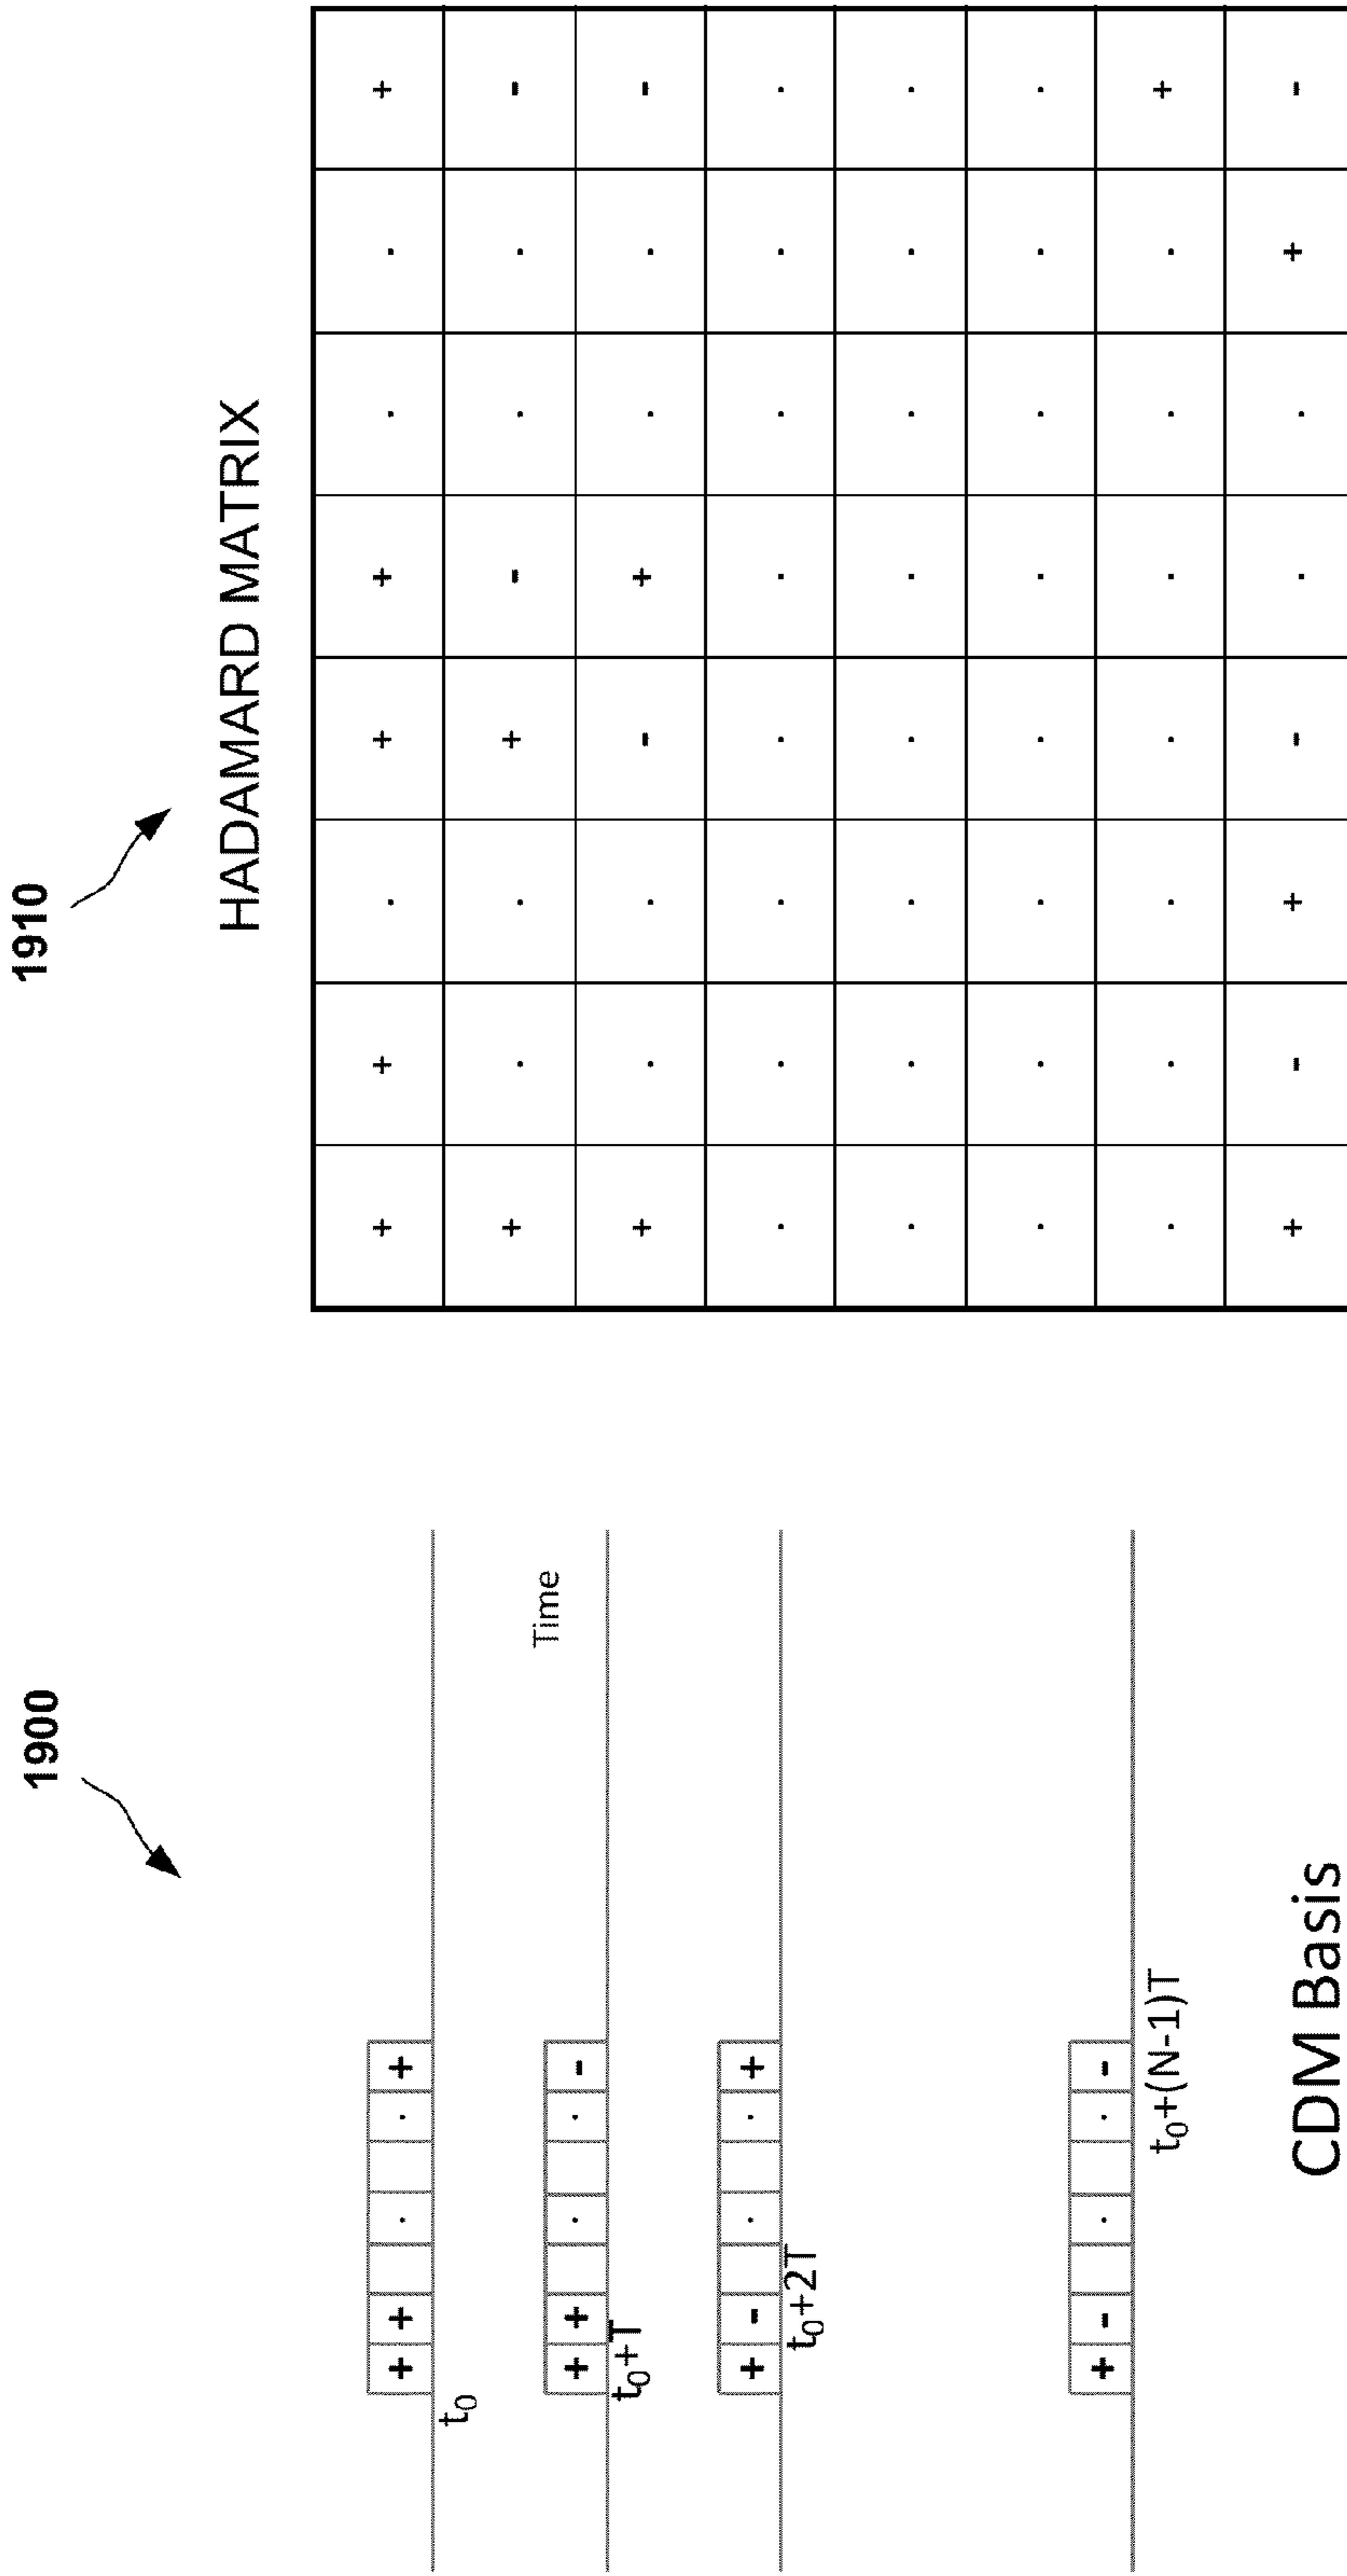 1900
+ + . . +
t₀
Time
+ + . . -
t₀+T
+ - . . +
t₀+2T
+ - . . -
t₀+(N-1)T
CDM Basis
1910
HADAMARD MATRIX
+ + . + + . . +
+ . . + - . . -
+ . . - + . . -
. . . . . . . .
. . . . . . . .
. . . . . . . .
. . . . . . . +
+ - + - . . + -